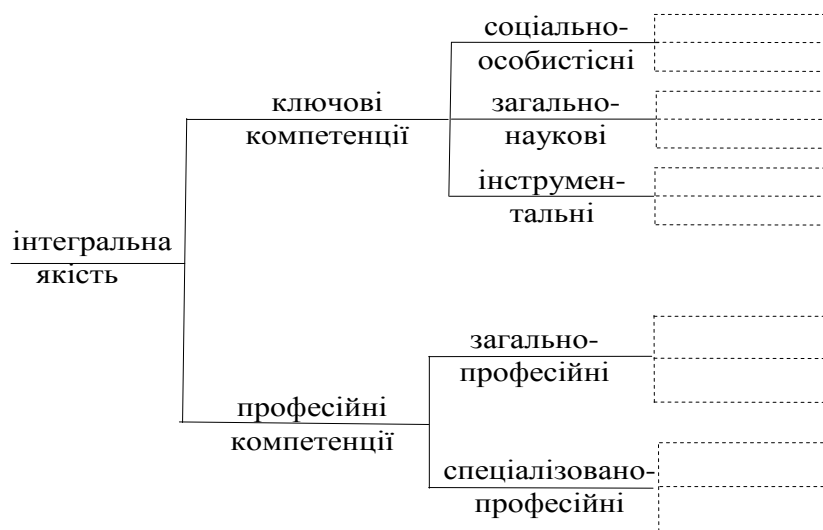 соціально-
особистісні
ключові
компетенції
загально-
наукові
інструмен-
тальні
інтегральна
якість
загально-
професійні
професійні
компетенції
спеціалізовано-
професійні